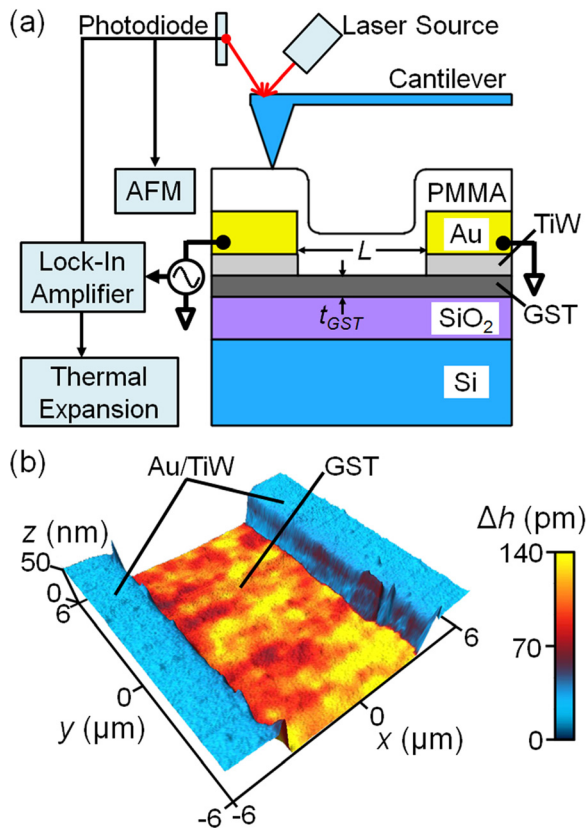 (a)
Photodiode
Laser Source
Cantilever
AFM
PMMA
TiW
Au
L
Lock-In
Amplifier
GST
t_GST
SiO₂
Thermal
Expansion
Si
(b)
Au/TiW
GST
z (nm)
Δh (pm)
50
0
6
140
70
0
6
0
0
y (μm)
x (μm)
-6
-6